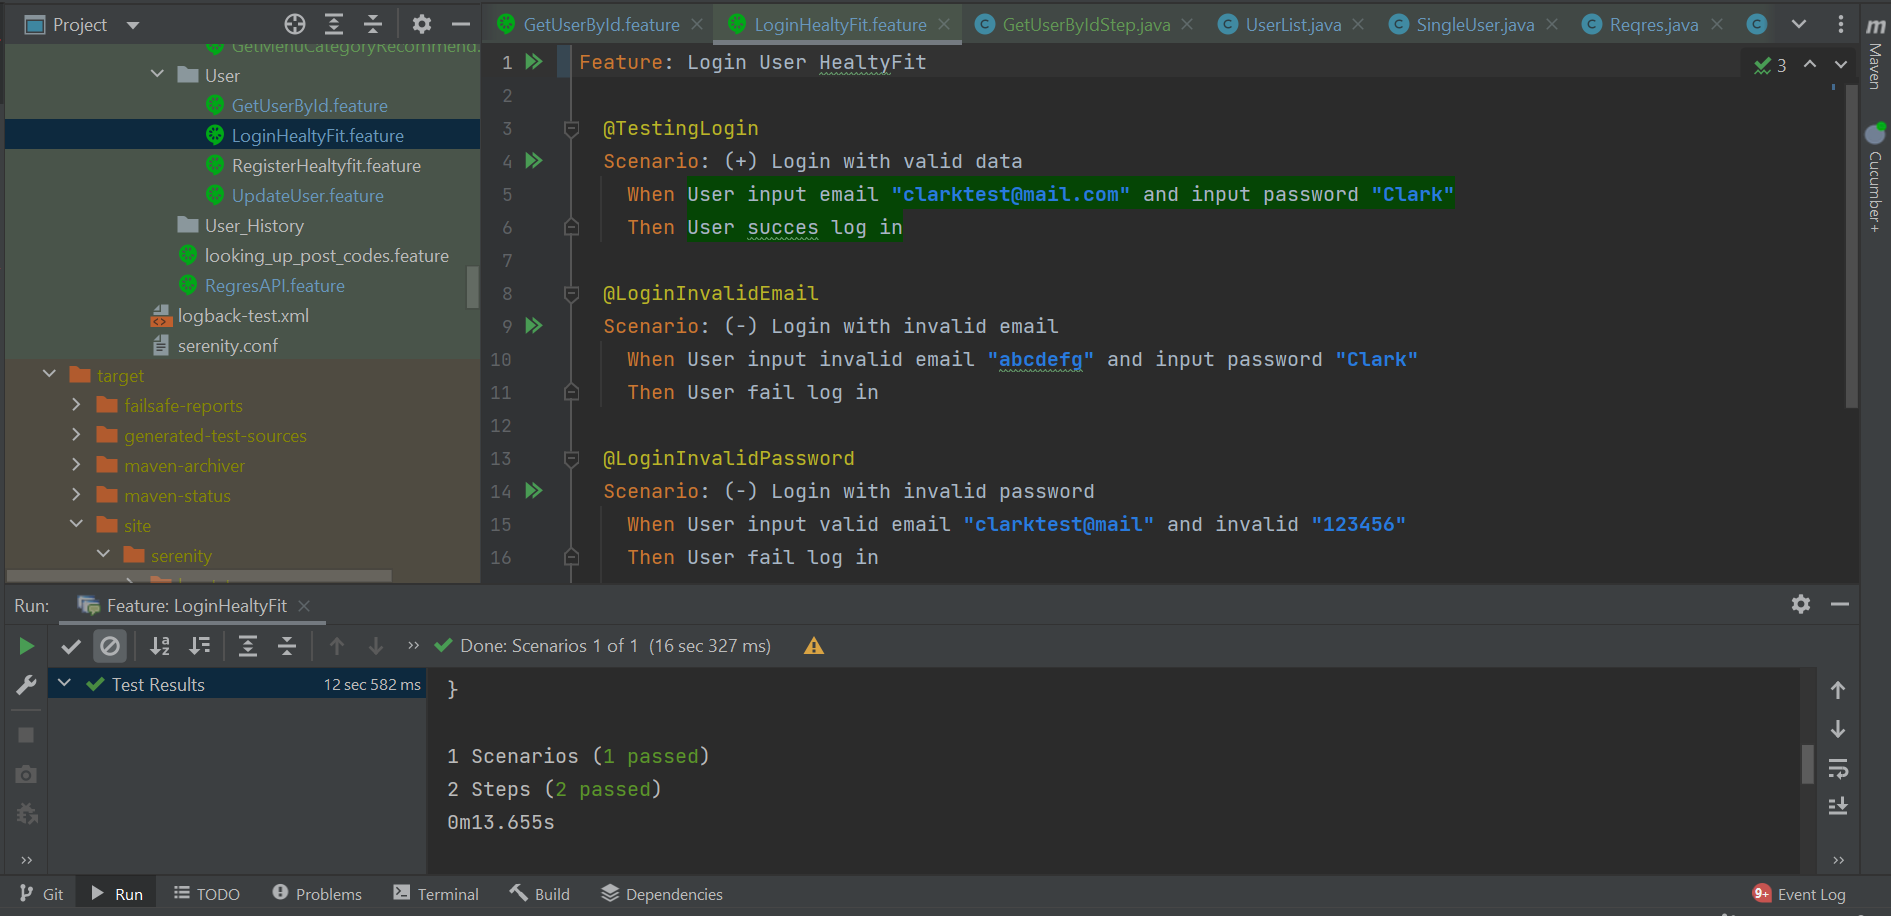 Project
GetMenuCategoryRecommend.
User
GetUserById.feature
LoginHealtyFit.feature
RegisterHealtyfit.feature
UpdateUser.feature
User_History
looking_up_post_codes.feature
RegresAPI.feature
logback-test.xml
serenity.conf
target
failsafe-reports
generated-test-sources
maven-archiver
maven-status
site
serenity
GetUserById.feature
LoginHealtyFit.feature
GetUserByIdStep.java
UserList.java
SingleUser.java
Reqres.java
m
Maven
Cucumber+
3
1 Feature: Login User HealtyFit
2
3 @TestingLogin
4 Scenario: (+) Login with valid data
5 When User input email "clarktest@mail.com" and input password "Clark"
6 Then User succes log in
7
8 @LoginInvalidEmail
9 Scenario: (-) Login with invalid email
10 When User input invalid email "abcdefg" and input password "Clark"
11 Then User fail log in
12
13 @LoginInvalidPassword
14 Scenario: (-) Login with invalid password
15 When User input valid email "clarktest@mail" and invalid "123456"
16 Then User fail log in
Run: Feature: LoginHealtyFit
Done: Scenarios 1 of 1 (16 sec 327 ms)
Test Results 12 sec 582 ms
}
1 Scenarios (1 passed)
2 Steps (2 passed)
0m13.655s
Git Run TODO Problems Terminal Build Dependencies
9+ Event Log